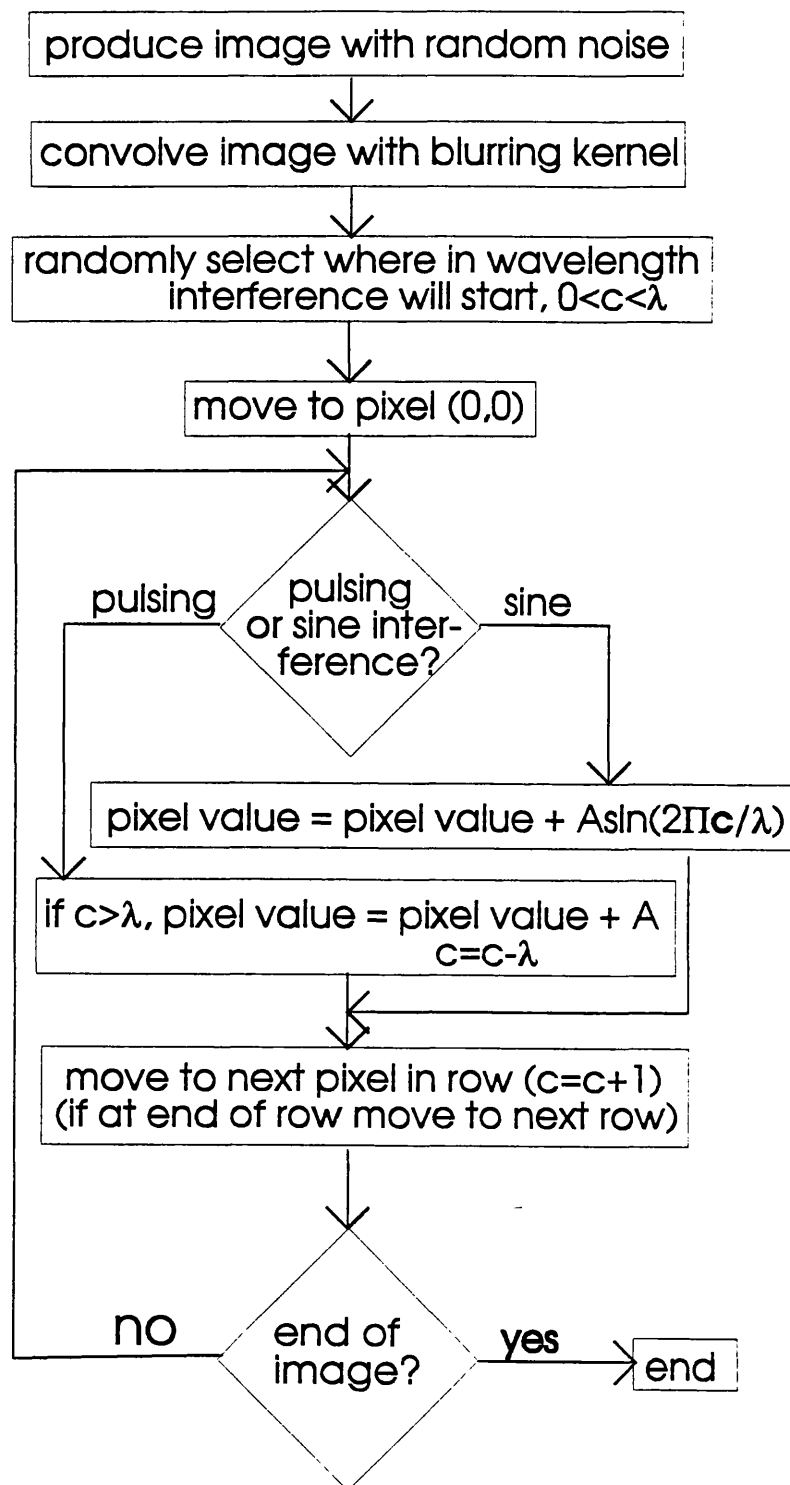 produce image with random noise
convolve image with blurring kernel
randomly select where in wavelength
interference will start, 0<c<λ
move to pixel (0,0)
pulsing
pulsing
or sine inter-
ference?
sine
pixel value = pixel value + Asin(2Πc/λ)
if c>λ, pixel value = pixel value + A
c=c-λ
move to next pixel in row (c=c+1)
(if at end of row move to next row)
no
end of
image?
yes
end